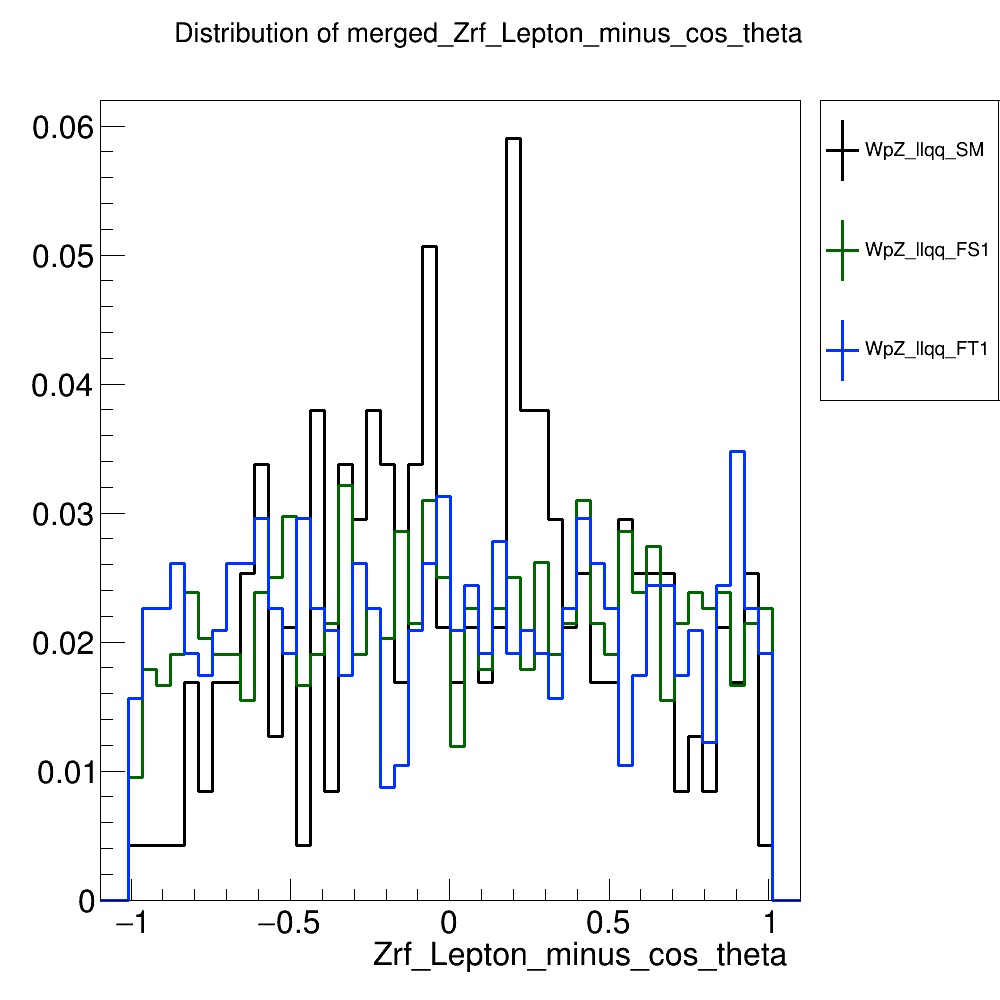 Distribution of merged_Zrf_Lepton_minus_cos_theta
0.06
0.05
0.04
0.03
0.02
0.01
0
−1
−0.5
0
0.5
1
Zrf_Lepton_minus_cos_theta
WpZ_llqq_SM
WpZ_llqq_FS1
WpZ_llqq_FT1